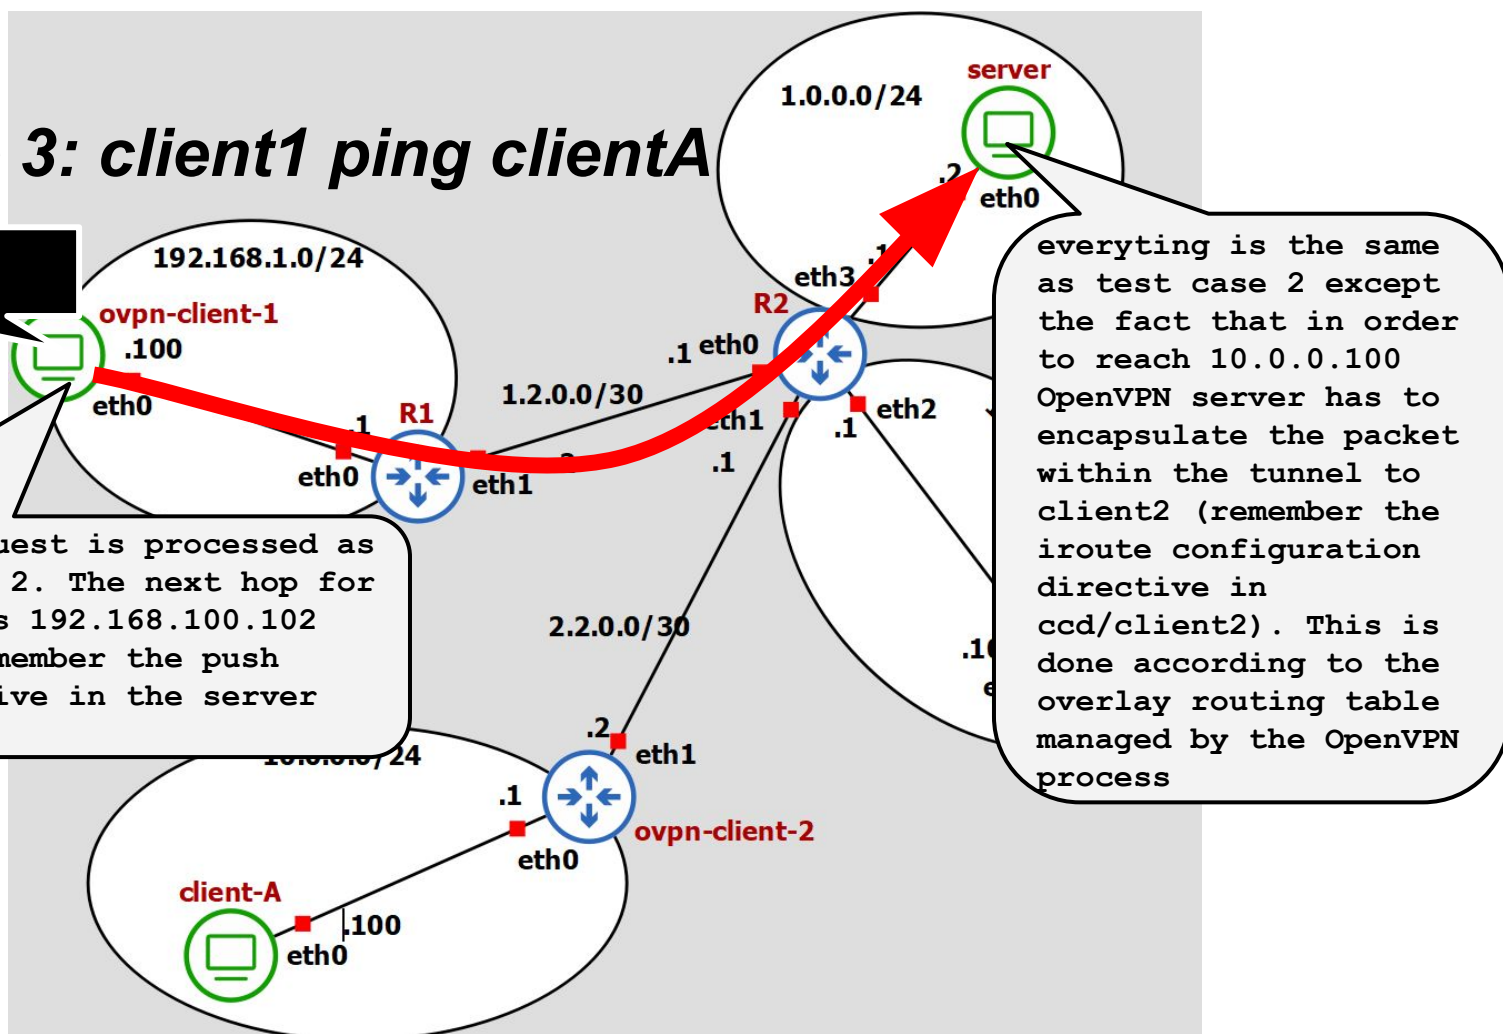 3: client1 ping clientA
server
1.0.0.0/24
.2
eth0
192.168.1.0/24
ovpn-client-1
.100
eth0
.1
R1
eth0
eth1
1.2.0.0/30
.1
eth0
R2
eth3
.1
eth2
.1
.1
2.2.0.0/30
.2
eth1
.1
eth0
ovpn-client-2
client-A
.100
eth0
is processed as
2. The next hop for
192.168.100.102
the push
in the server
everyting is the same
as test case 2 except
the fact that in order
to reach 10.0.0.100
OpenVPN server has to
encapsulate the packet
within the tunnel to
client2 (remember the
iroute configuration
directive in
ccd/client2). This is
done according to the
overlay routing table
managed by the OpenVPN
process